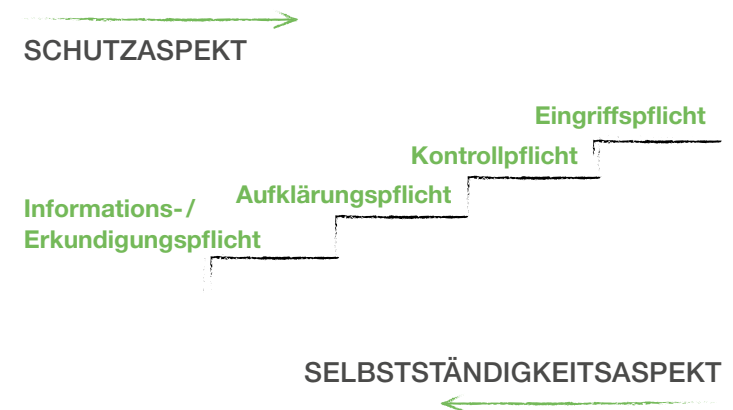 SCHUTZASPEKT
Eingriffspflicht
Kontrollpflicht
Aufklärungspflicht
Informations-/
Erkundigungspflicht
SELBSTSTÄNDIGKEITSASPEKT